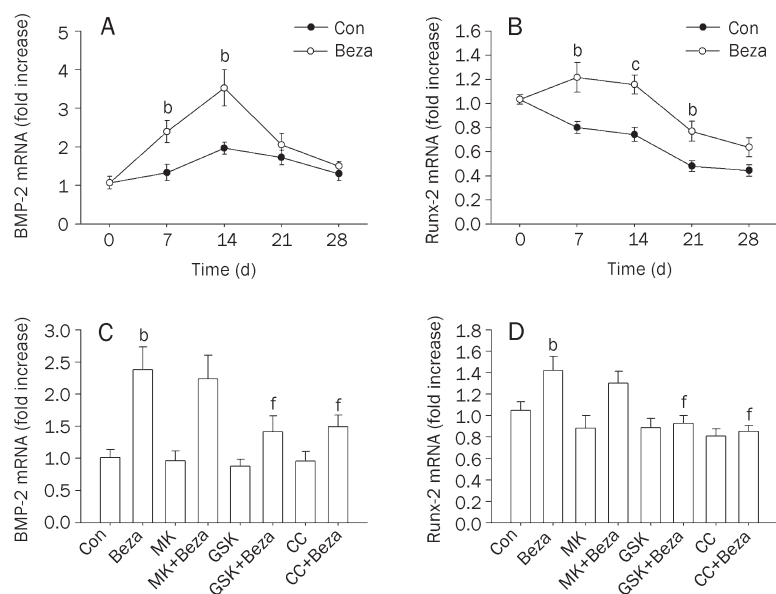 A
Con
Beza
BMP-2 mRNA (fold increase)
5
4
3
2
1
0
b
b
0 7 14 21 28
Time (d)
B
Con
Beza
Runx-2 mRNA (fold increase)
1.6
1.4
1.2
1.0
0.8
0.6
0.4
0.2
0.0
b
c
b
0 7 14 21 28
Time (d)
C
BMP-2 mRNA (fold increase)
3.0
2.5
2.0
1.5
1.0
0.5
0.0
b
f
f
Con
Beza
MK
MK+Beza
GSK
GSK+Beza
CC
CC+Beza
D
Runx-2 mRNA (fold increase)
1.8
1.6
1.4
1.2
1.0
0.8
0.6
0.4
0.2
0.0
b
f
f
Con
Beza
MK
MK+Beza
GSK
GSK+Beza
CC
CC+Beza